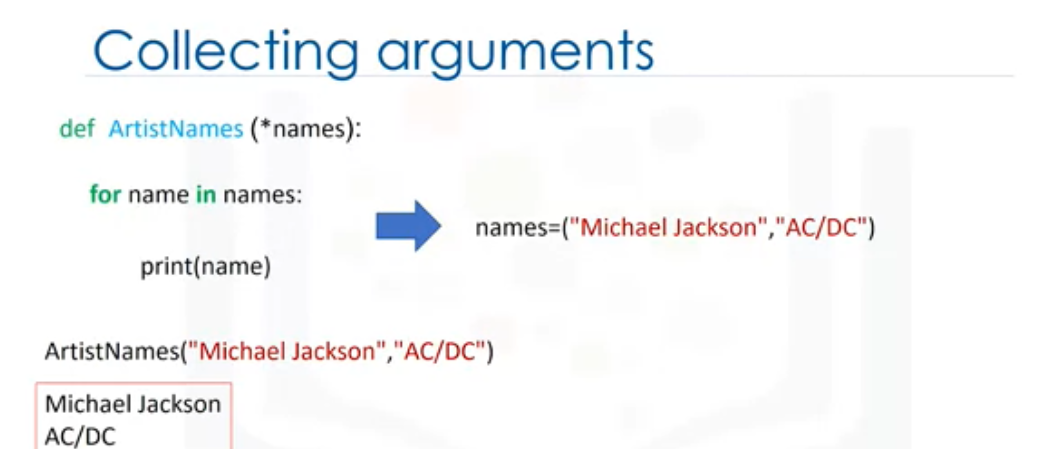 Collecting arguments
def ArtistNames (*names):
for name in names:
names=("Michael Jackson","AC/DC")
print(name)
ArtistNames("Michael Jackson","AC/DC")
Michael Jackson
AC/DC